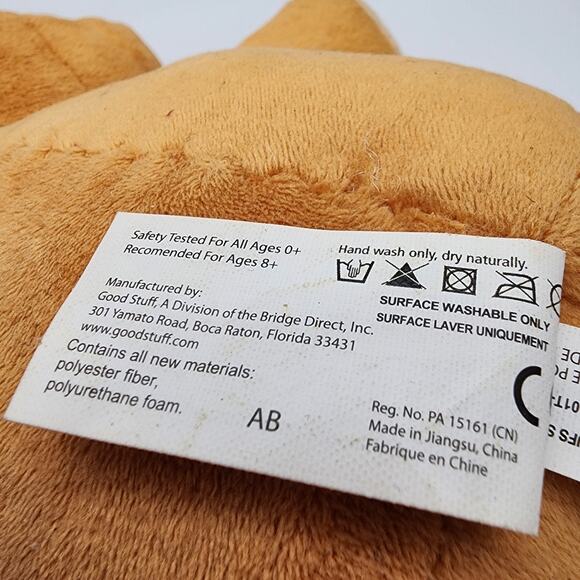 Safety Tested For All Ages 0+
Recomended For Ages 8+
Manufactured by:
Good Stuff, A Division of the Bridge Direct, Inc.
301 Yamato Road, Boca Raton, Florida 33431
www.goodstuff.com
Contains all new materials:
polyester fiber,
polyurethane foam.
AB
Hand wash only, dry naturally.
SURFACE WASHABLE ONLY
SURFACE LAVER UNIQUEMENT
Reg. No. PA 15161 (CN)
Made in Jiangsu, China
Fabrique en Chine